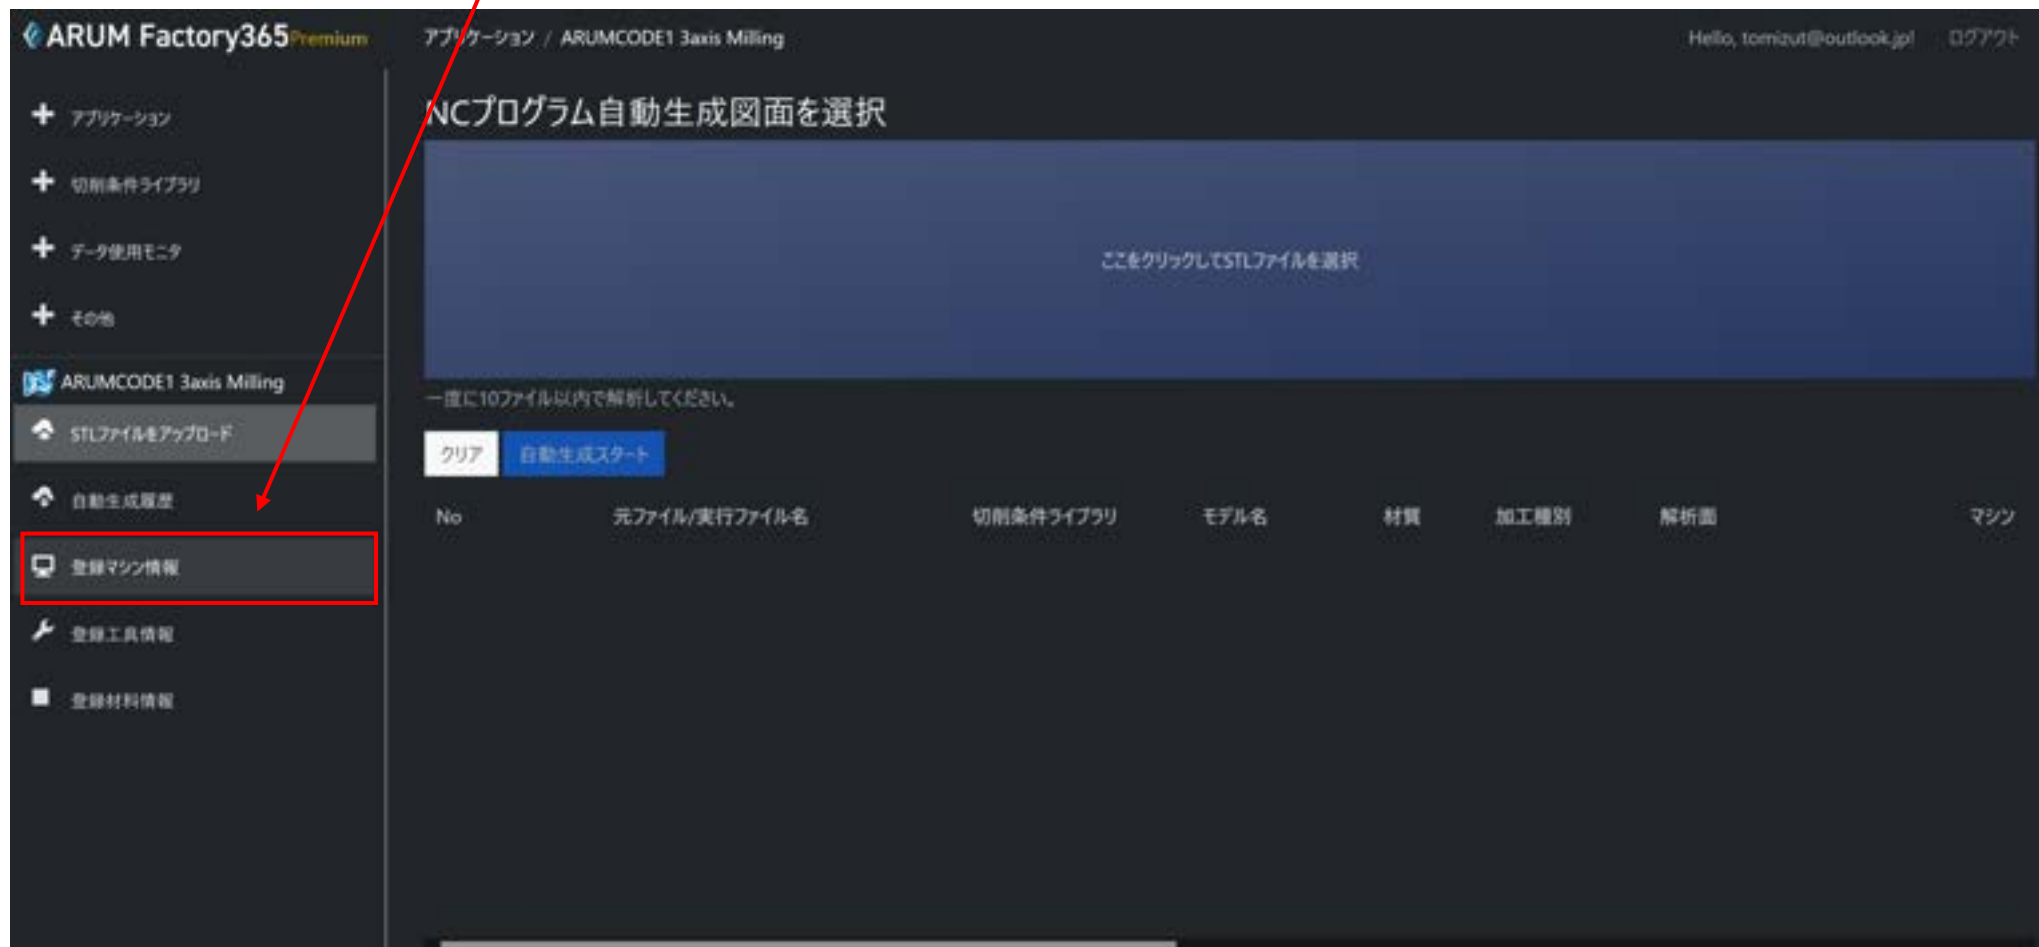 ARUM Factory365 Premium
アプリケーション / ARUMCODE1 3axis Milling
Hello, tomizut@outlook.jp!
ログアウト
アプリケーション
切削条件ライブラリ
データ使用モニタ
その他
ARUMCODE1 3axis Milling
STLファイルをアップロード
自動生成履歴
登録マシン情報
登録工具情報
登録材料情報
NCプログラム自動生成図面を選択
ここをクリックしてSTLファイルを選択
一度に10ファイル以内で解析してください。
クリア
自動生成スタート
No 元ファイル/実行ファイル名 切削条件ライブラリ モデル名 材質 加工種別 解析面 マシン